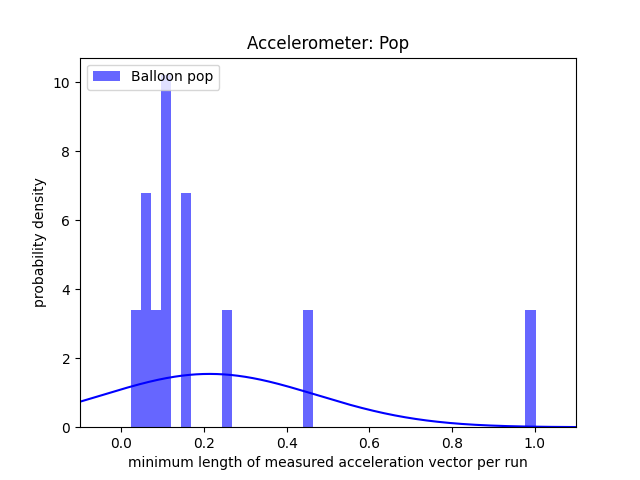 Accelerometer: Pop
Balloon pop
probability density
10
8
6
4
2
0
0.0 0.2 0.4 0.6 0.8 1.0
minimum length of measured acceleration vector per run